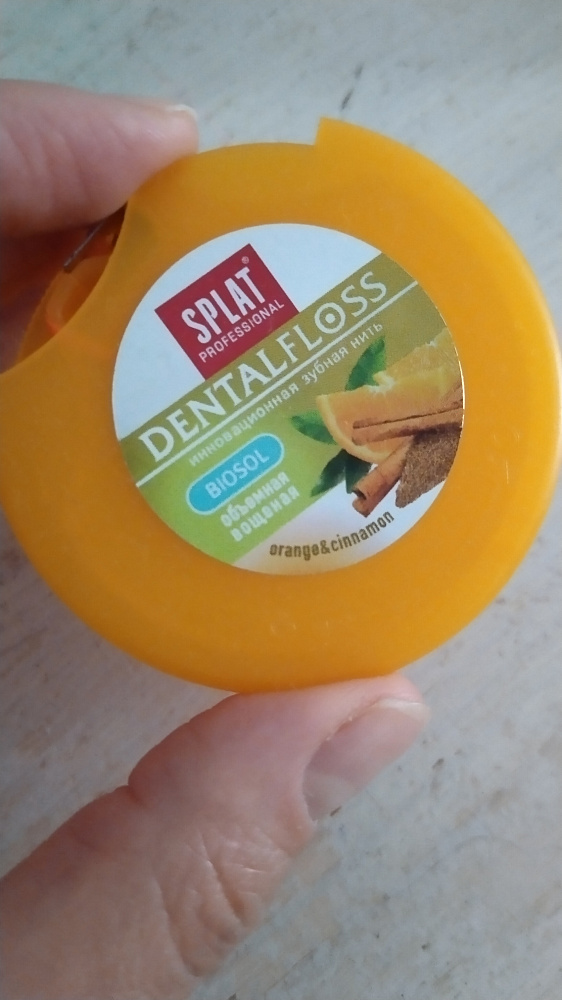 SPLAT®
PROFESSIONAL
DENTALFLOSS
инновационная зубная нить
BIOSOL
объемная
вощеная
orange&cinnamon